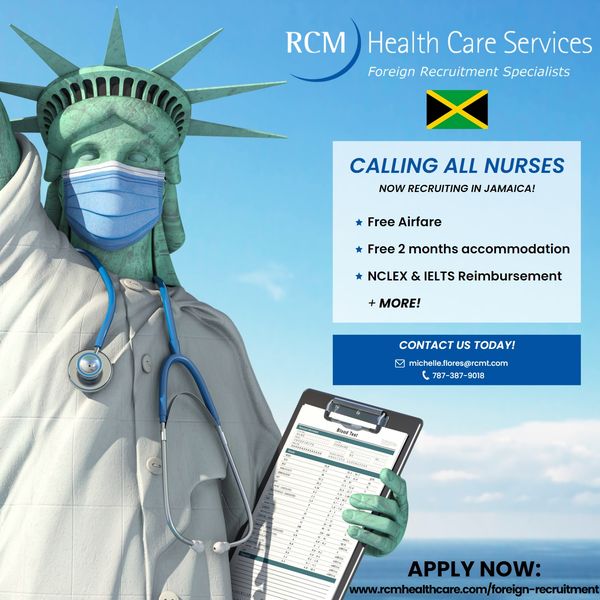 RCM Health Care Services
Foreign Recruitment Specialists
CALLING ALL NURSES
NOW RECRUITING IN JAMAICA!
Free Airfare
Free 2 months accommodation
NCLEX & IELTS Reimbursement
+ MORE!
CONTACT US TODAY!
michelle.flores@rcmt.com
787-387-9018
Blood Test
APPLY NOW:
www.rcmhealthcare.com/foreign-recruitment